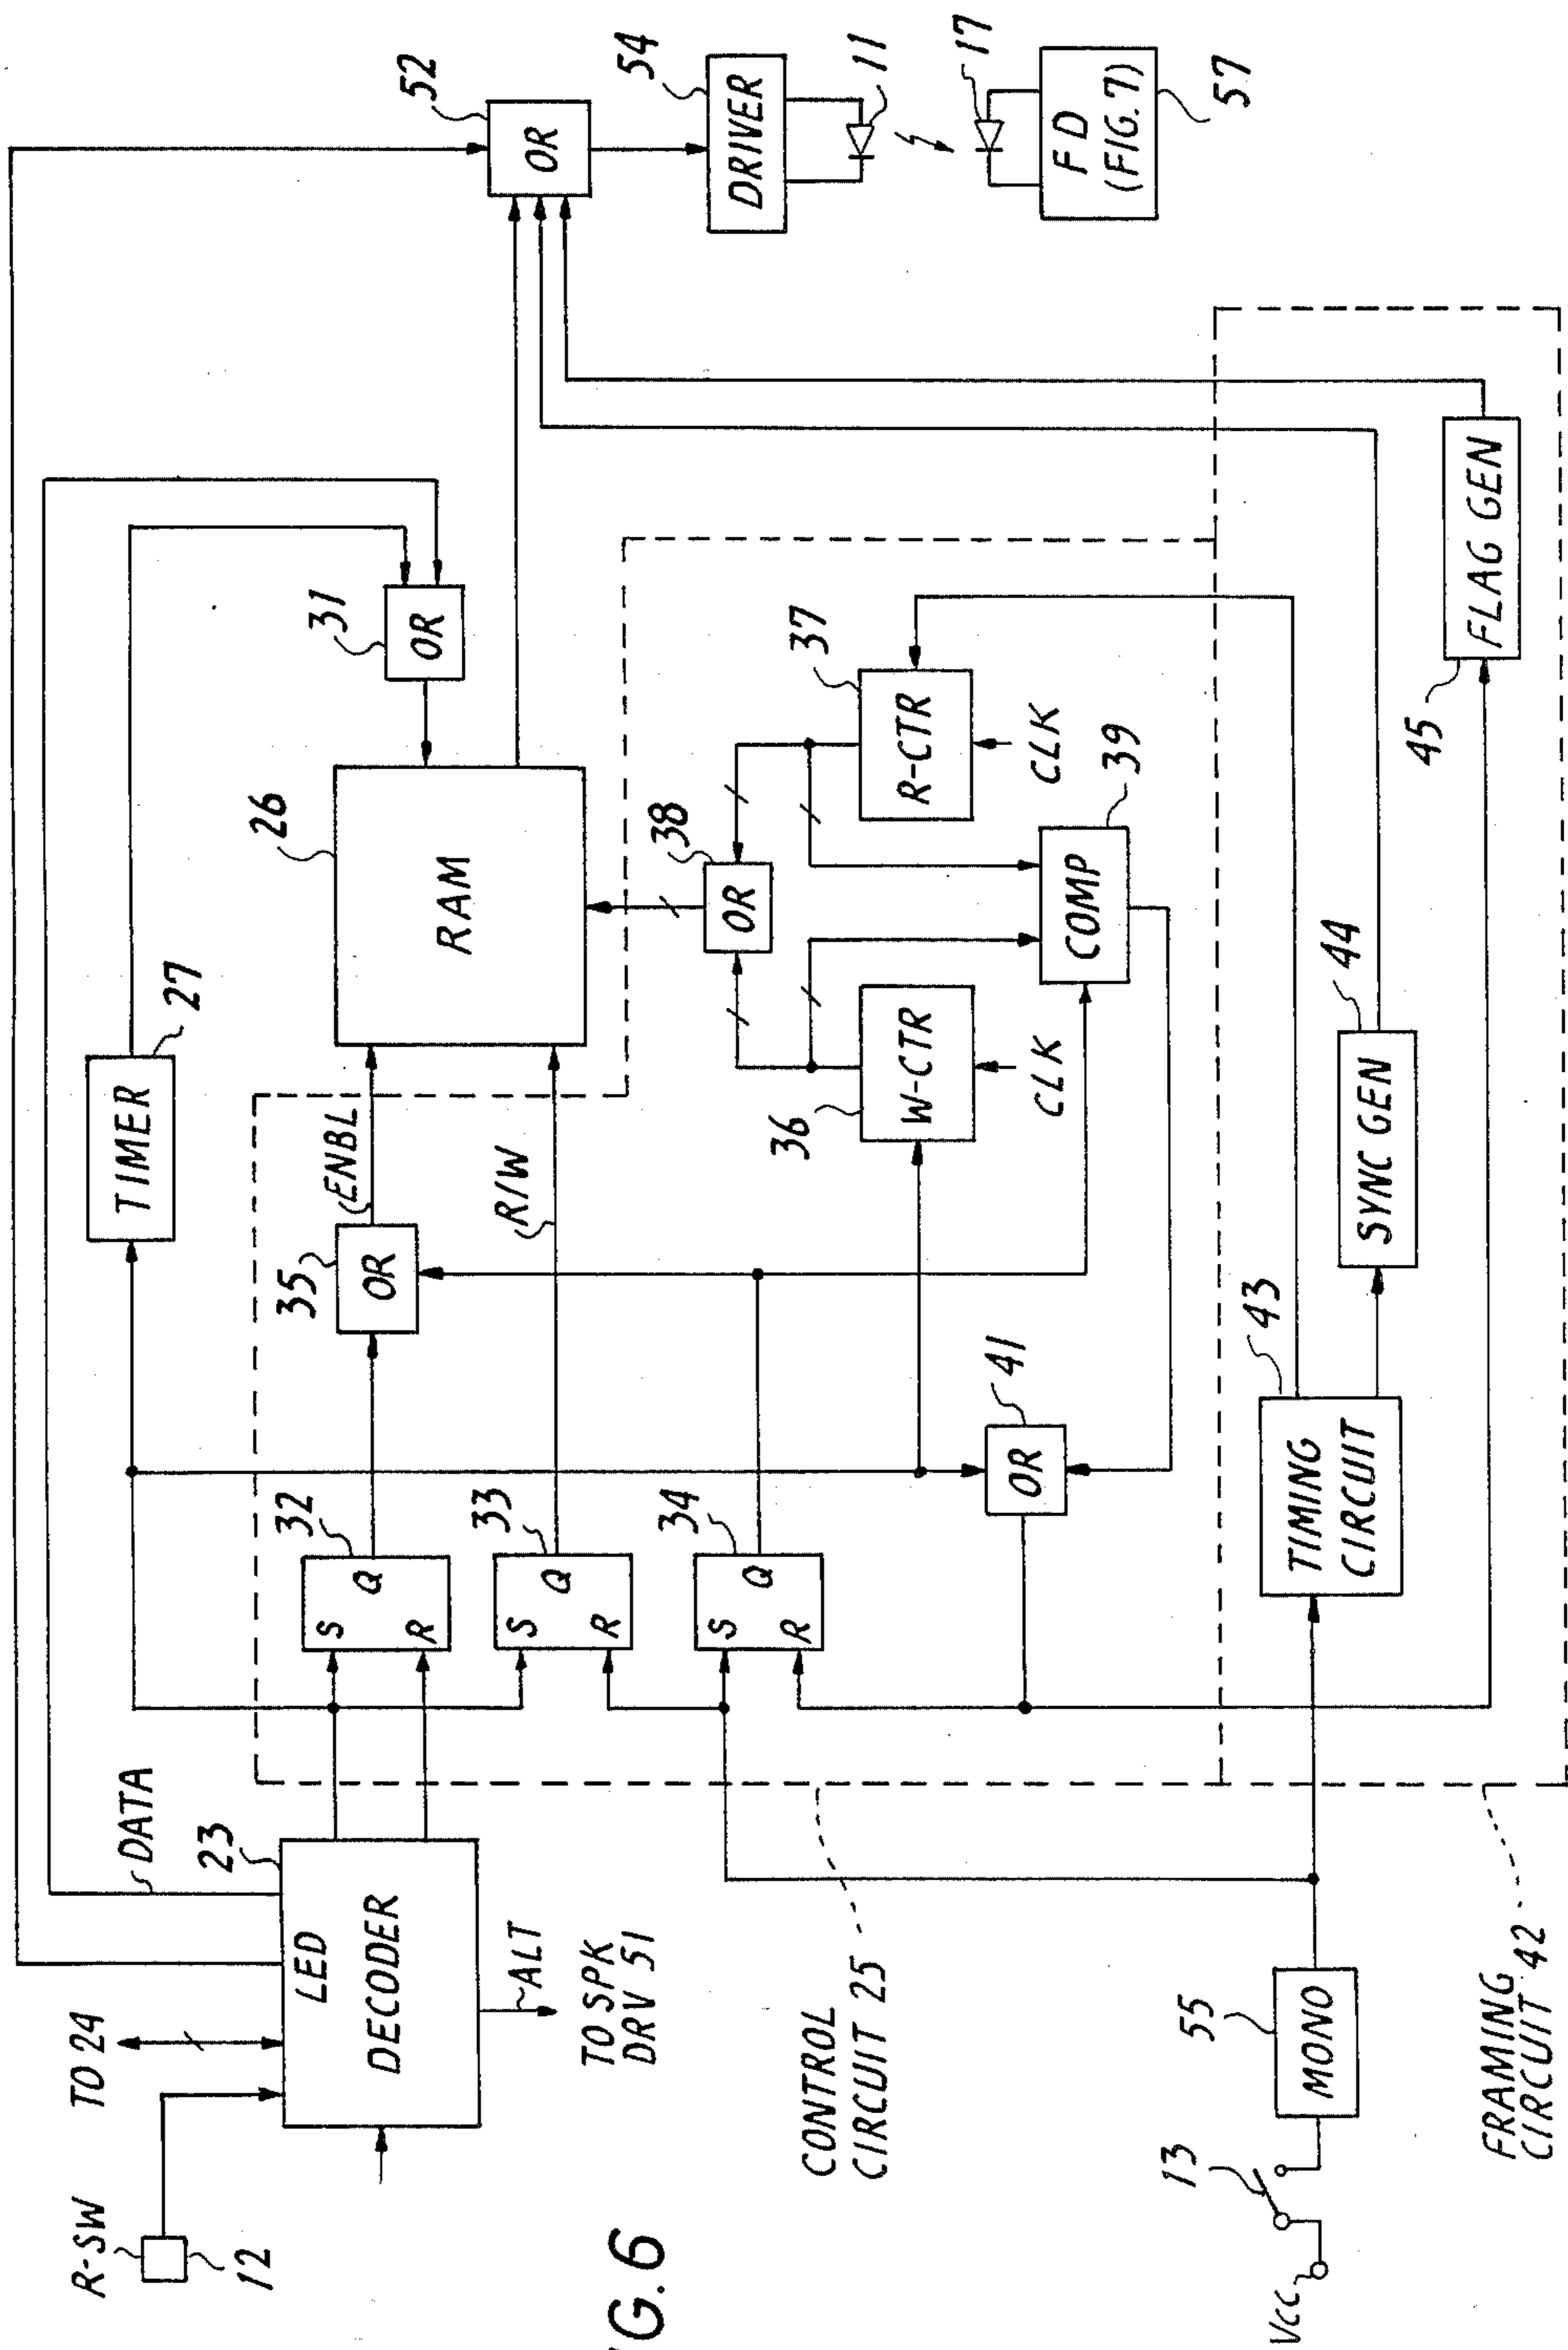 R-SW
12
TO 24
LED
DECODER
23
DATA
ALT
TO SPK
DRV 51
TIMER
27
S
Q
R
32
S
Q
R
33
S
Q
R
34
OR
35
ENBL
R/W
RAM
26
OR
31
OR
52
DRIVER
54
11
17
FD
(FIG.7)
57
OR
38
W-CTR
36
CLK
R-CTR
37
CLK
COMP
39
OR
41
CONTROL
CIRCUIT 25
Vcc
13
MONO
55
TIMING
CIRCUIT
43
SYNC GEN
44
FLAG GEN
45
FRAMING
CIRCUIT 42
G.6